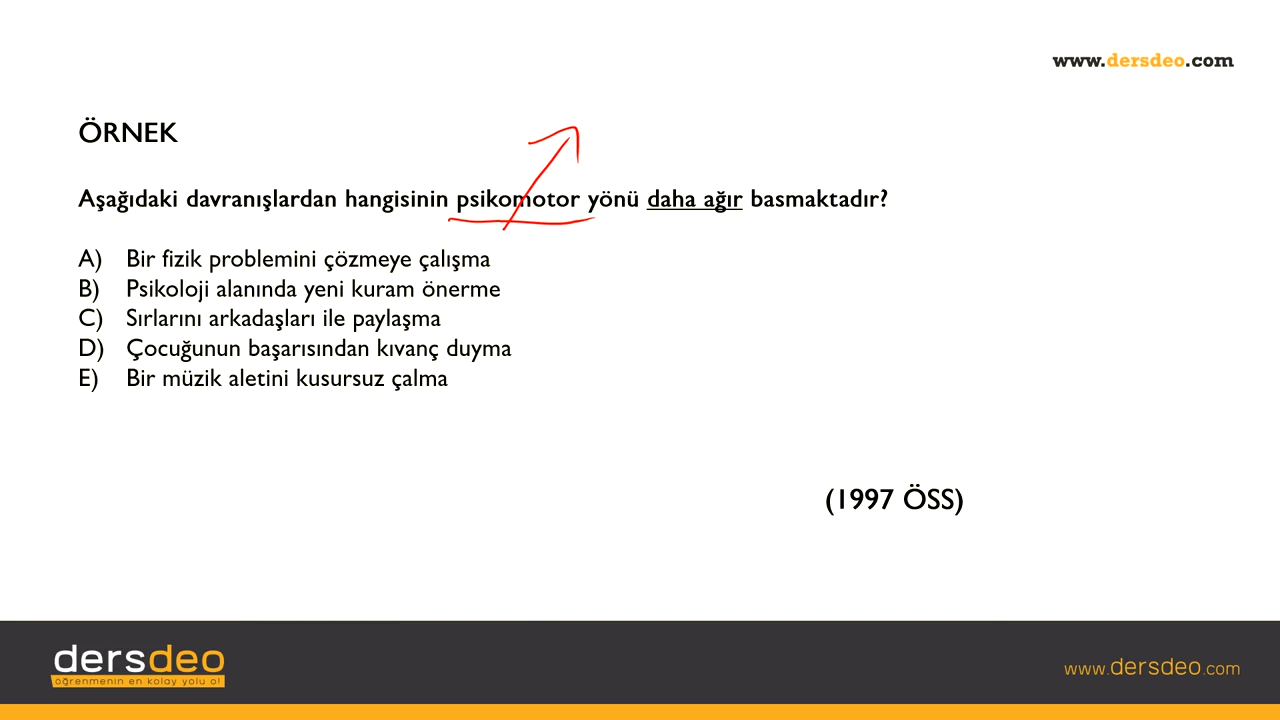 www.dersdeo.com
ÖRNEK
Aşağıdaki davranışlardan hangisinin psikomotor yönü daha ağır basmaktadır?
A) Bir fizik problemini çözmeye çalışma
B) Psikoloji alanında yeni kuram önerme
C) Sırlarını arkadaşları ile paylaşma
D) Çocuğunun başarısından kıvanç duyma
E) Bir müzik aletini kusursuz çalma
(1997 ÖSS)
dersdeo
öğrenmenin en kolay yolu o!
www.dersdeo.com